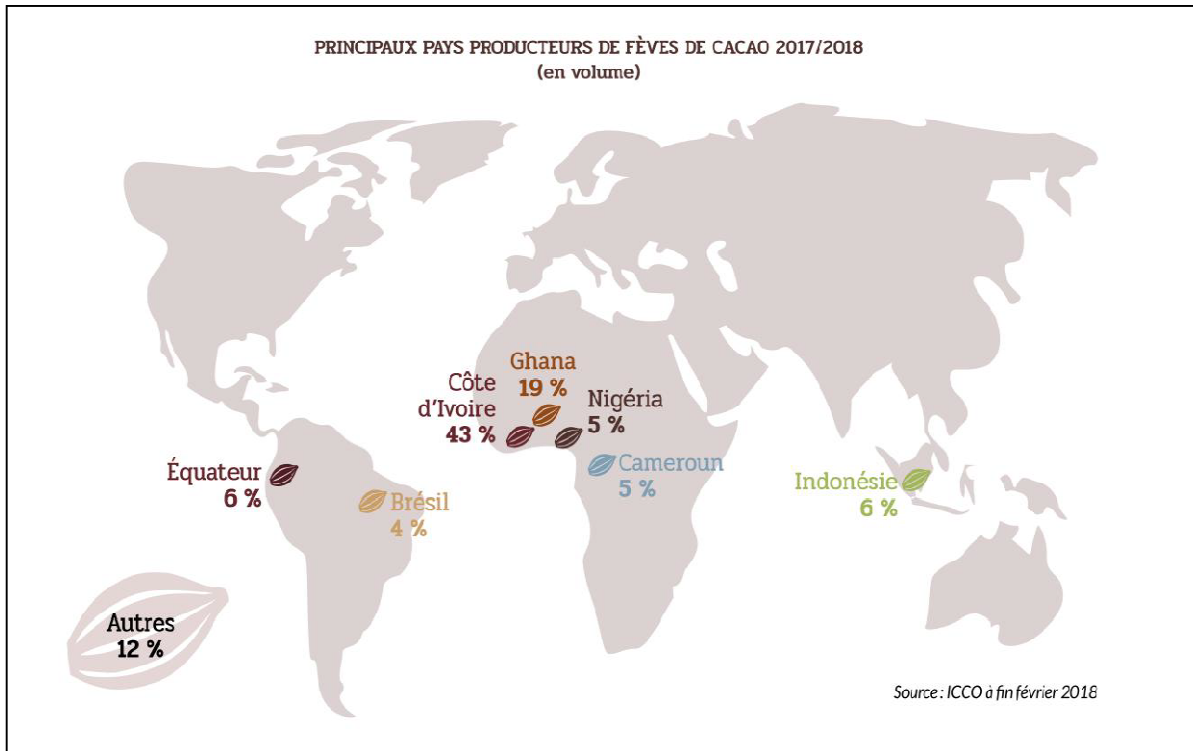 PRINCIPAUX PAYS PRODUCTEURS DE FÈVES DE CACAO 2017/2018
(en volume)
Ghana
19 %
Côte
d'Ivoire
43 %
Nigéria
5 %
Cameroun
5 %
Équateur
6 %
Brésil
4 %
Indonésie
6 %
Autres
12 %
Source : ICCO à fin février 2018